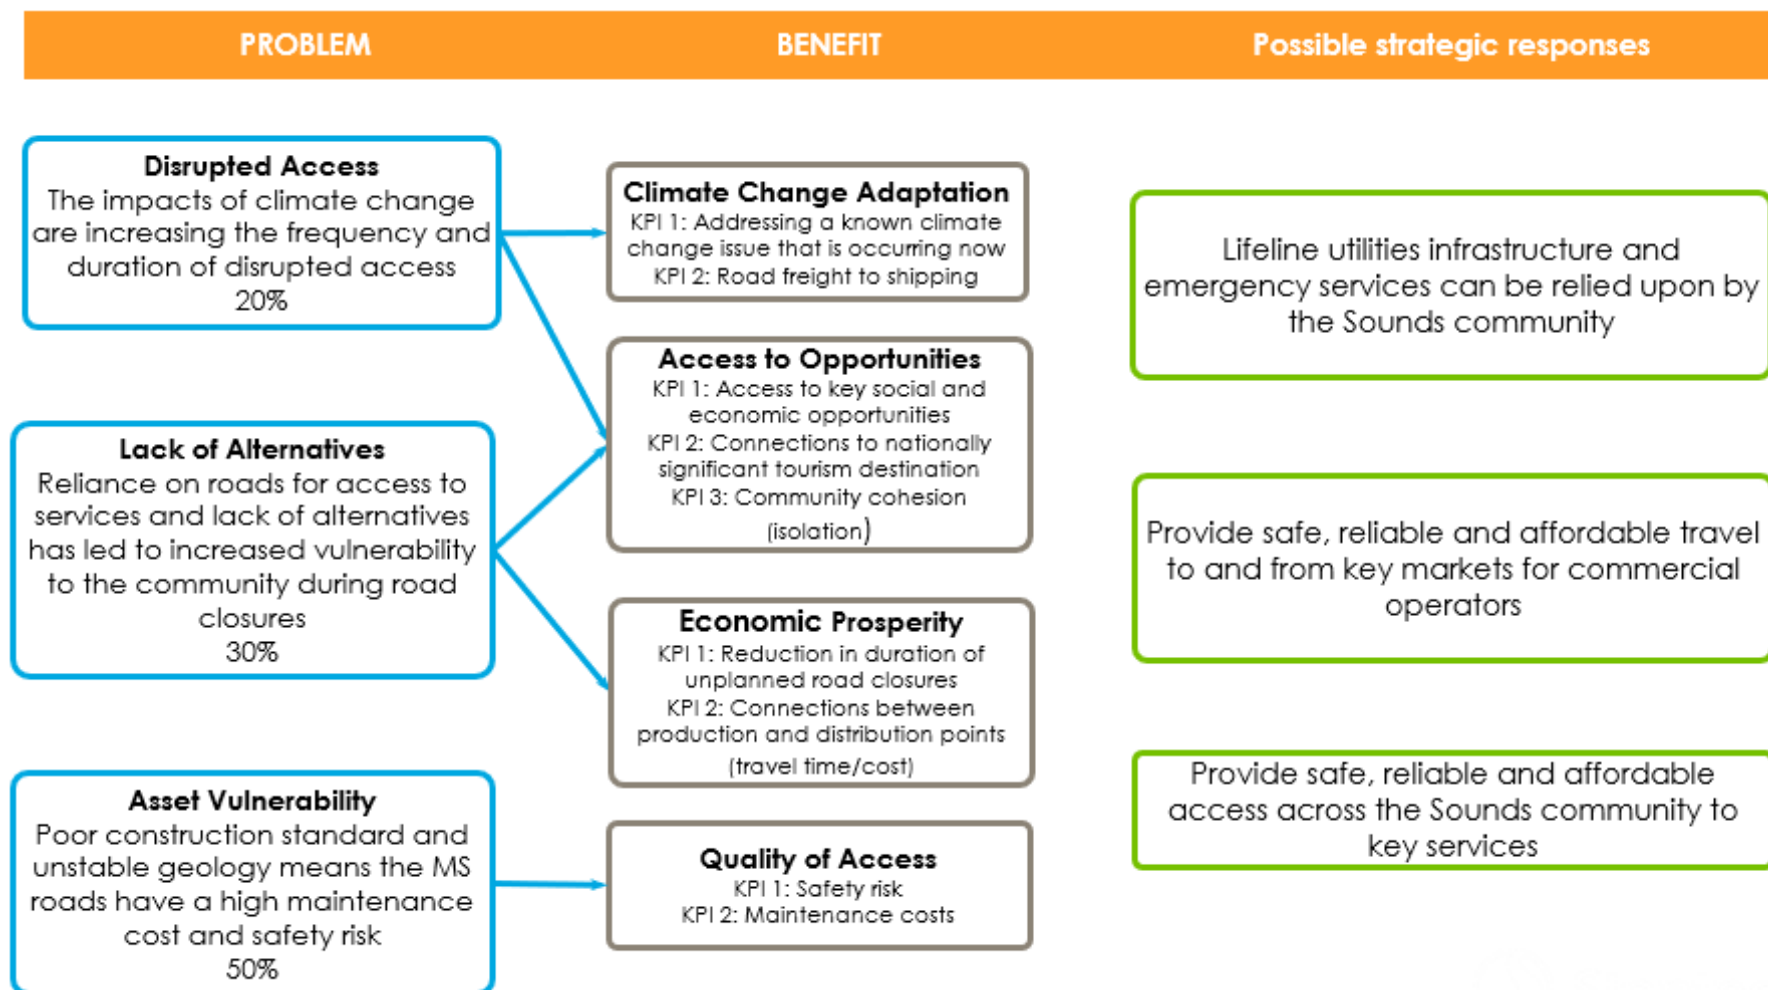 PROBLEM
BENEFIT
Possible strategic responses
Disrupted Access
The impacts of climate change
are increasing the frequency and
duration of disrupted access
20%
Lack of Alternatives
Reliance on roads for access to
services and lack of alternatives
has led to increased vulnerability
to the community during road
closures
30%
Asset Vulnerability
Poor construction standard and
unstable geology means the MS
roads have a high maintenance
cost and safety risk
50%
Climate Change Adaptation
KPI 1: Addressing a known climate
change issue that is occurring now
KPI 2: Road freight to shipping
Access to Opportunities
KPI 1: Access to key social and
economic opportunities
KPI 2: Connections to nationally
significant tourism destination
KPI 3: Community cohesion
(isolation)
Economic Prosperity
KPI 1: Reduction in duration of
unplanned road closures
KPI 2: Connections between
production and distribution points
(travel time/cost)
Quality of Access
KPI 1: Safety risk
KPI 2: Maintenance costs
Lifeline utilities infrastructure and
emergency services can be relied upon by
the Sounds community
Provide safe, reliable and affordable travel
to and from key markets for commercial
operators
Provide safe, reliable and affordable
access across the Sounds community to
key services